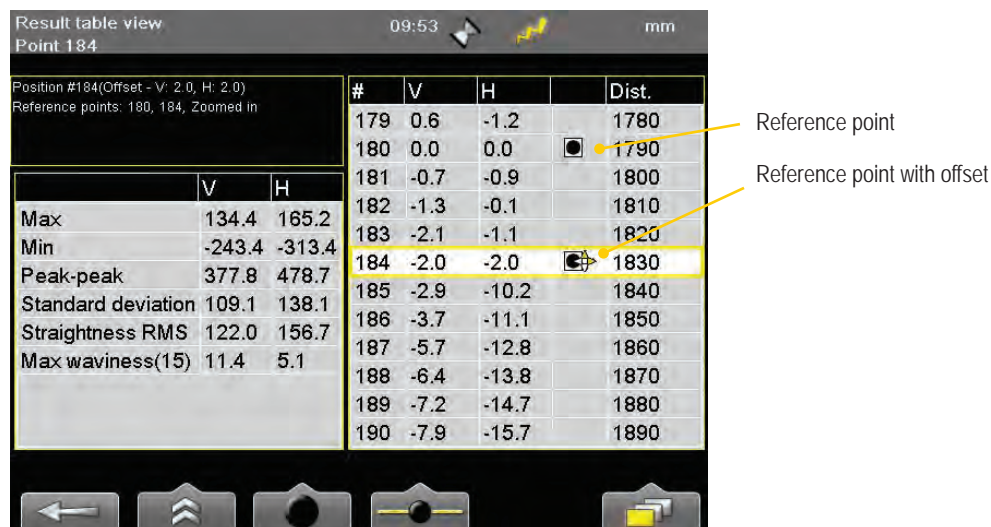 Result table view
Point 184
09:53
mm
Position #184(Offset - V: 2.0, H: 2.0)
Reference points: 180, 184, Zoomed in
V H
Max 134.4 165.2
Min -243.4 -313.4
Peak-peak 377.8 478.7
Standard deviation 109.1 138.1
Straightness RMS 122.0 156.7
Max waviness(15) 11.4 5.1
# V H Dist.
179 0.6 -1.2 1780
180 0.0 0.0 1790
181 -0.7 -0.9 1800
182 -1.3 -0.1 1810
183 -2.1 -1.1 1820
184 -2.0 -2.0 1830
185 -2.9 -10.2 1840
186 -3.7 -11.1 1850
187 -5.7 -12.8 1860
188 -6.4 -13.8 1870
189 -7.2 -14.7 1880
190 -7.9 -15.7 1890
Reference point
Reference point with offset